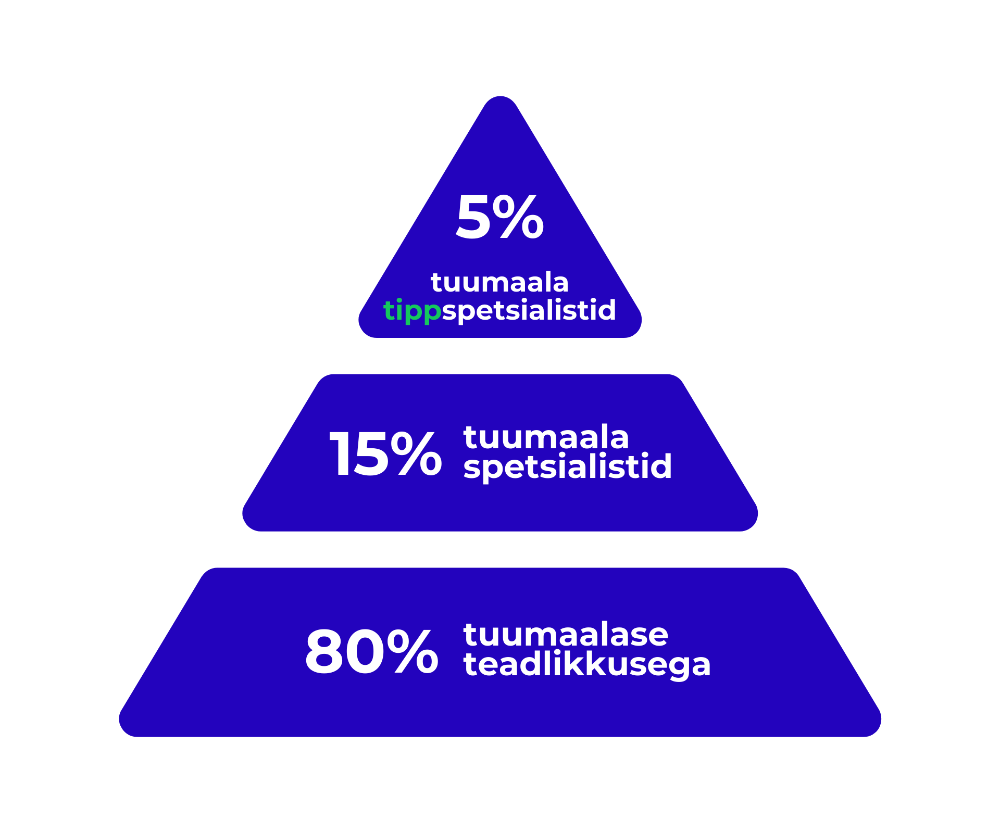 5%
tuumaala
tippspetsialistid
15%
tuumaala
spetsialistid
80%
tuumaalase
teadlikkusega